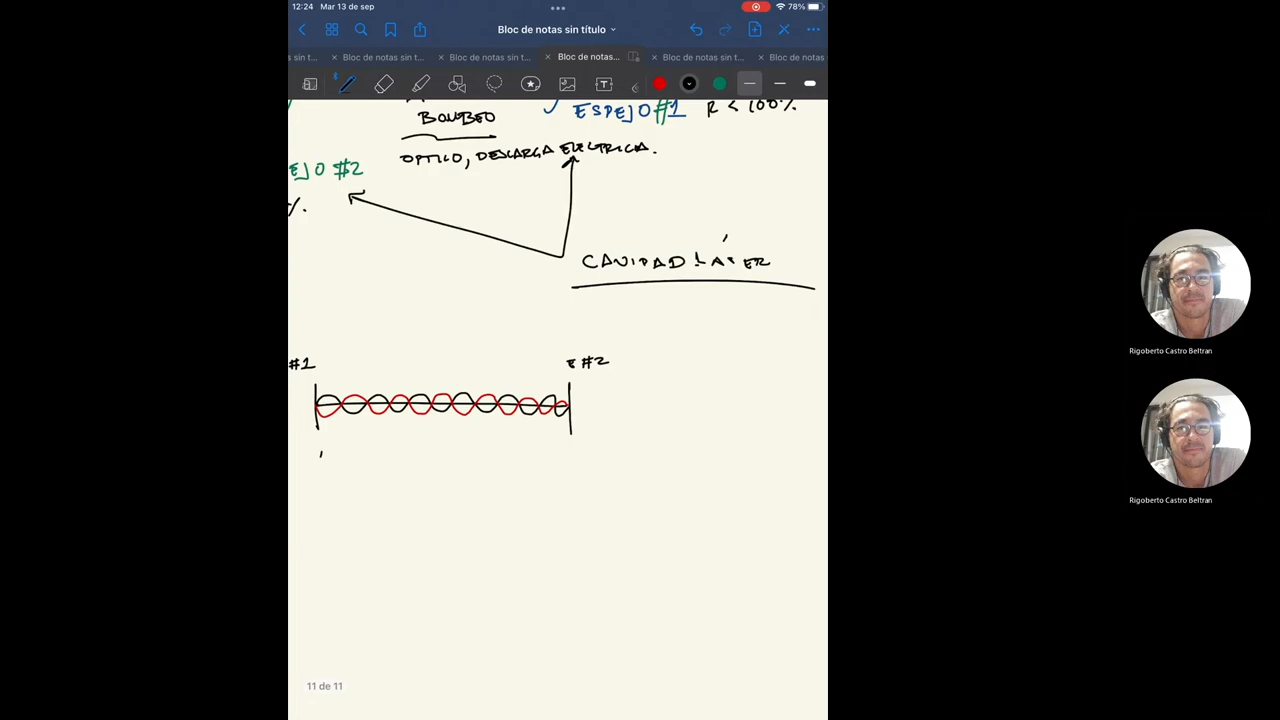 12:24 Mar 13 de sep 78%
Bloc de notas sin título
s sin t... Bloc de notas sin t... Bloc de notas sin t... Bloc de notas... Bloc de notas sin t... Bloc de notas
BOMBEO
ESPEJO #1 R < 100%
OPTICO, DESCARGA ELECTRICA.
EJO #2
%.
CAVIDAD LÁSER
#1
E #2
11 de 11
Rigoberto Castro Beltran
Rigoberto Castro Beltran